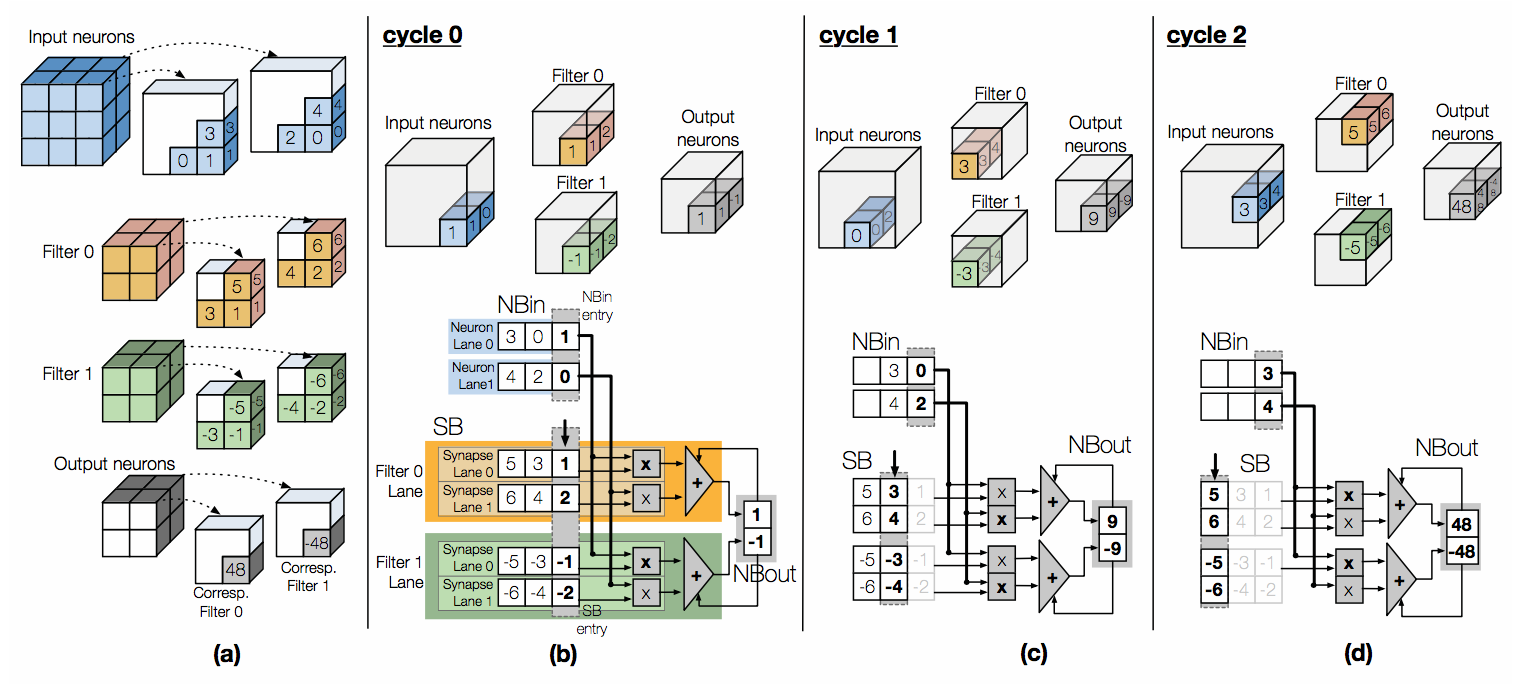 Input neurons
3
3
0
1
1
4
4
2
0
0
Filter 0
5
5
3
1
1
6
6
4
2
2
Filter 1
-5
-5
-3
-1
-1
-6
-6
-4
-2
-2
Output neurons
48
-48
Corresp.
Filter 0
Corresp.
Filter 1
(a)
cycle 0
Filter 0
1
1
2
Input neurons
1
1
0
Filter 1
-1
-1
-2
Output
neurons
1
1
-1
NBin
NBin
entry
Neuron
Lane 0
3 0 1
Neuron
Lane1
4 2 0
SB
Filter 0
Lane
Synapse
Lane 0
5 3 1
x
Synapse
Lane 1
6 4 2
x
+
1
-1
NBout
Filter 1
Lane
Synapse
Lane 0
-5 -3 -1
x
Synapse
Lane 1
-6 -4 -2
x
+
SB
entry
(b)
cycle 1
Filter 0
3
3
4
Input neurons
0
0
2
Filter 1
-3
-3
-4
Output
neurons
9
9
-9
NBin
3 0
4 2
SB
NBout
5 3 1
x
6 4 2
x
+
9
-9
-5 -3 -1
x
-6 -4 -2
x
+
(c)
cycle 2
Filter 0
5
5
6
Input neurons
3
3
4
Filter 1
-5
-5
-6
Output
neurons
48
NBin
3
4
SB
NBout
5 3 1
x
6 4 2
x
+
48
-48
-5 -3 -1
x
-6 -4 -2
x
+
(d)